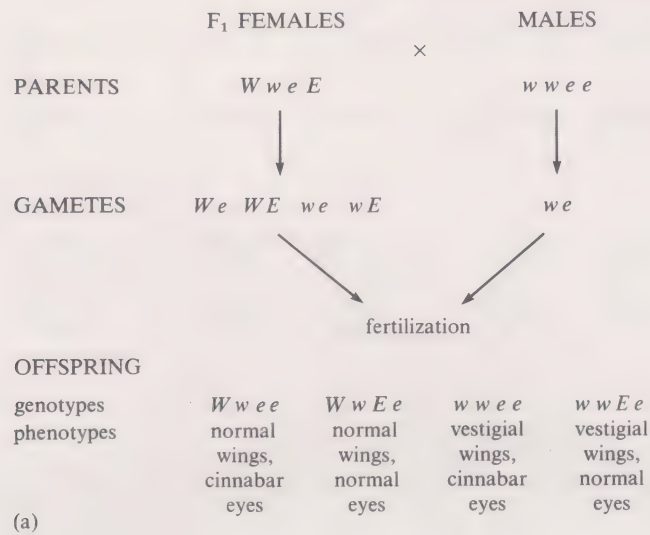 F₁ FEMALES MALES
×
PARENTS W w e E w w e e
GAMETES W e W E w e w E w e
fertilization
OFFSPRING
genotypes W w e e W w E e w w e e w w E e
phenotypes normal normal vestigial vestigial
wings, wings, wings, wings,
cinnabar normal cinnabar normal
eyes eyes eyes eyes
(a)